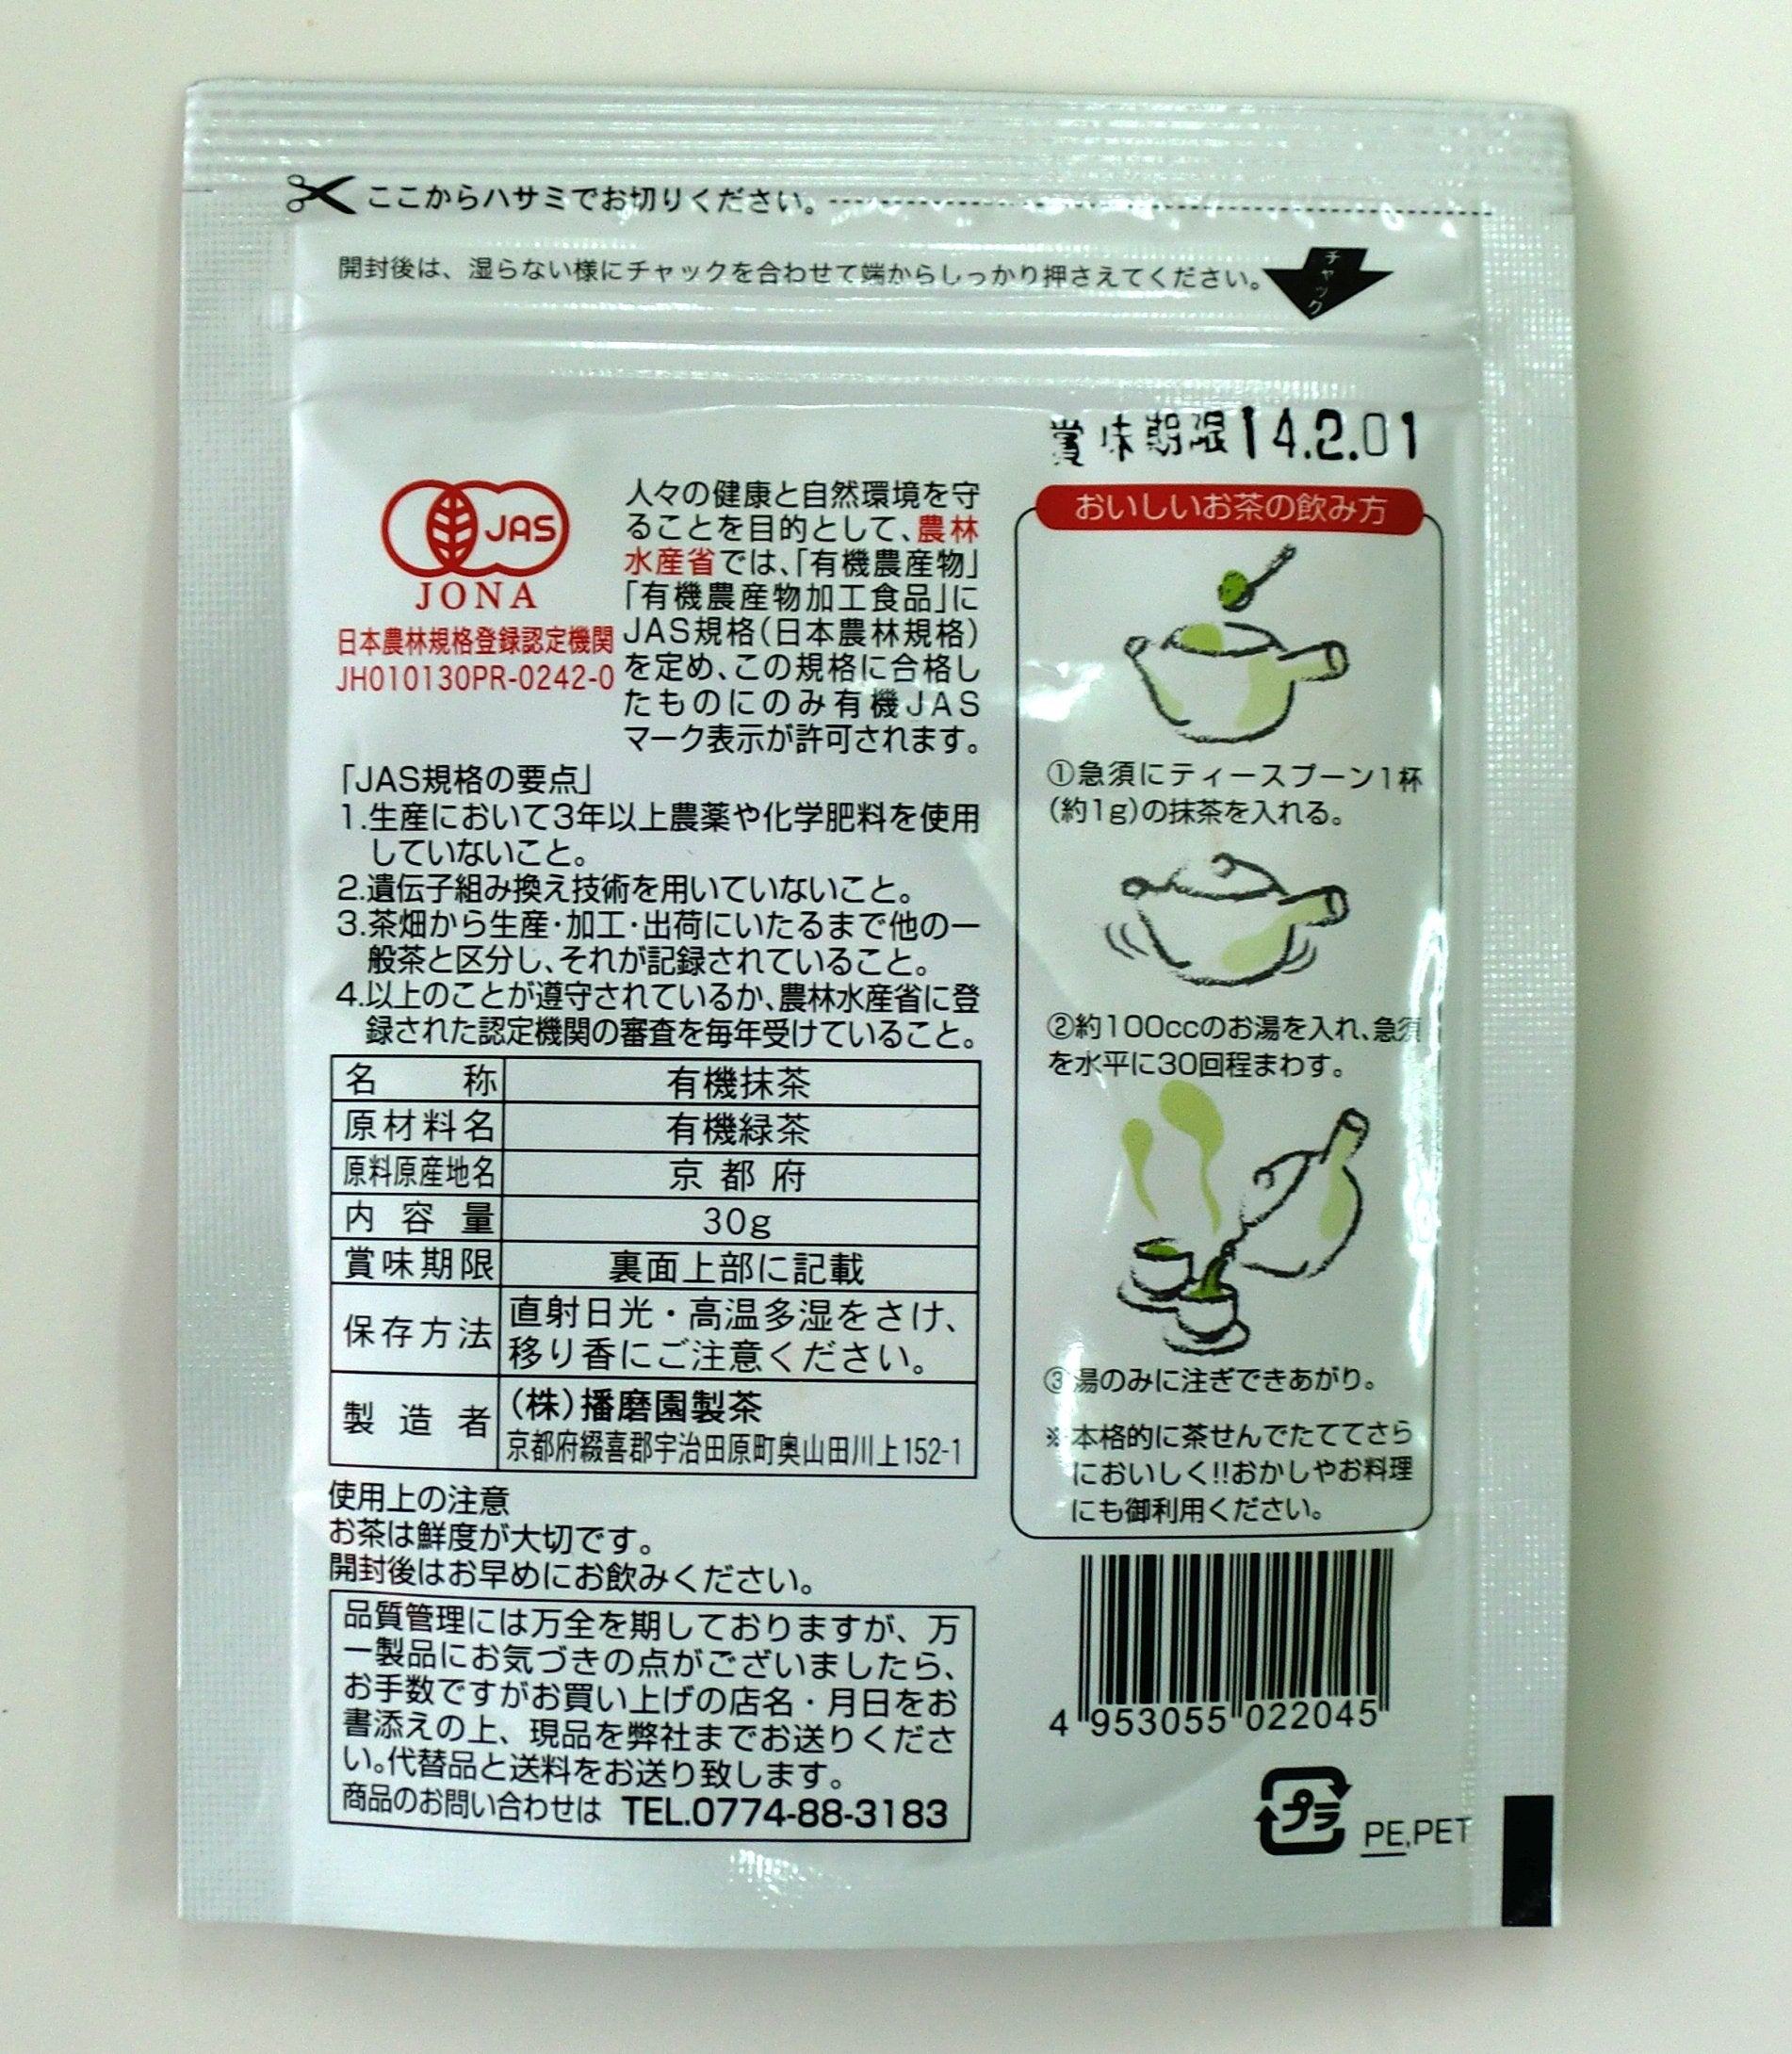 ここからハサミでお切りください。
開封後は、湿らない様にチャックを合わせて端からしっかり押さえてください。
チャック
賞味期限14.2.01
JAS
JONA
日本農林規格登録認定機関
JH010130PR-0242-0
人々の健康と自然環境を守
ることを目的として、農林
水産省では、「有機農産物」
「有機農産物加工食品」に
JAS規格(日本農林規格)
を定め、この規格に合格し
たものにのみ有機JAS
マーク表示が許可されます。
「JAS規格の要点」
1.生産において3年以上農薬や化学肥料を使用
していないこと。
2.遺伝子組み換え技術を用いていないこと。
3.茶畑から生産・加工・出荷にいたるまで他の一
般茶と区分し、それが記録されていること。
4.以上のことが遵守されているか、農林水産省に登
録された認定機関の審査を毎年受けていること。
名称 有機抹茶
原材料名 有機緑茶
原料原産地名 京都府
内容量 30g
賞味期限 裏面上部に記載
保存方法 直射日光・高温多湿をさけ、
移り香にご注意ください。
製造者 (株)播磨園製茶
京都府綴喜郡宇治田原町奥山田川上152-1
使用上の注意
お茶は鮮度が大切です。
開封後はお早めにお飲みください。
品質管理には万全を期しておりますが、万
一製品にお気づきの点がございましたら、
お手数ですがお買い上げの店名・月日をお
書添えの上、現品を弊社までお送りくださ
い。代替品と送料をお送り致します。
商品のお問い合わせは TEL.0774-88-3183
おいしいお茶の飲み方
①急須にティースプーン1杯
(約1g)の抹茶を入れる。
②約100ccのお湯を入れ、急須
を水平に30回程まわす。
③湯のみに注ぎできあがり。
※本格的に茶せんでたててさら
においしく!!おかしやお料理
にも御利用ください。
4 953055 022045
プラ PE,PET